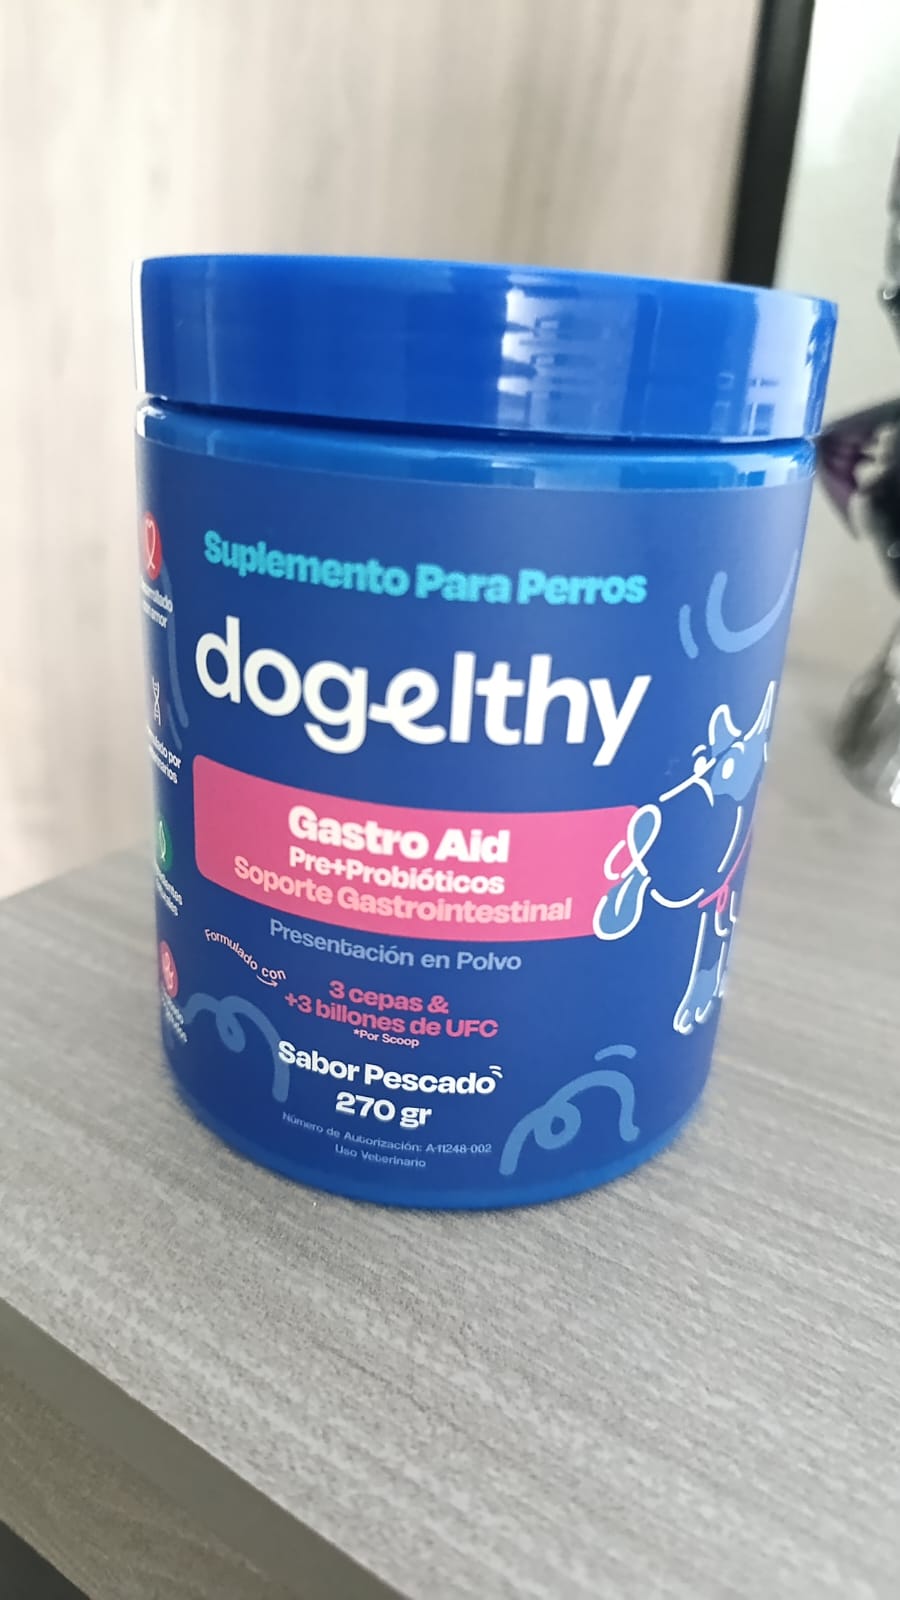 Suplemento Para Perros
dogelthy
Gastro Aid
Pre+Probióticos
Soporte Gastrointestinal
Presentación en Polvo
Formulado con
3 cepas &
+3 billones de UFC
*Por Scoop
Sabor Pescado
270 gr
Número de Autorización: A-11248-002
Uso Veterinario